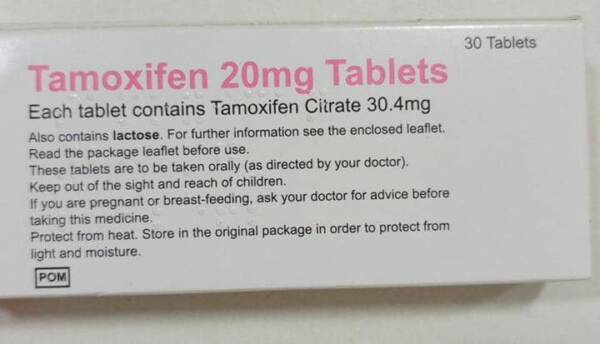 30 Tablets
Tamoxifen 20mg Tablets
Each tablet contains Tamoxifen Citrate 30.4mg
Also contains lactose. For further information see the enclosed leaflet.
Read the package leaflet before use.
These tablets are to be taken orally (as directed by your doctor).
Keep out of the sight and reach of children.
If you are pregnant or breast-feeding, ask your doctor for advice before
taking this medicine.
Protect from heat. Store in the original package in order to protect from
light and moisture.
POM